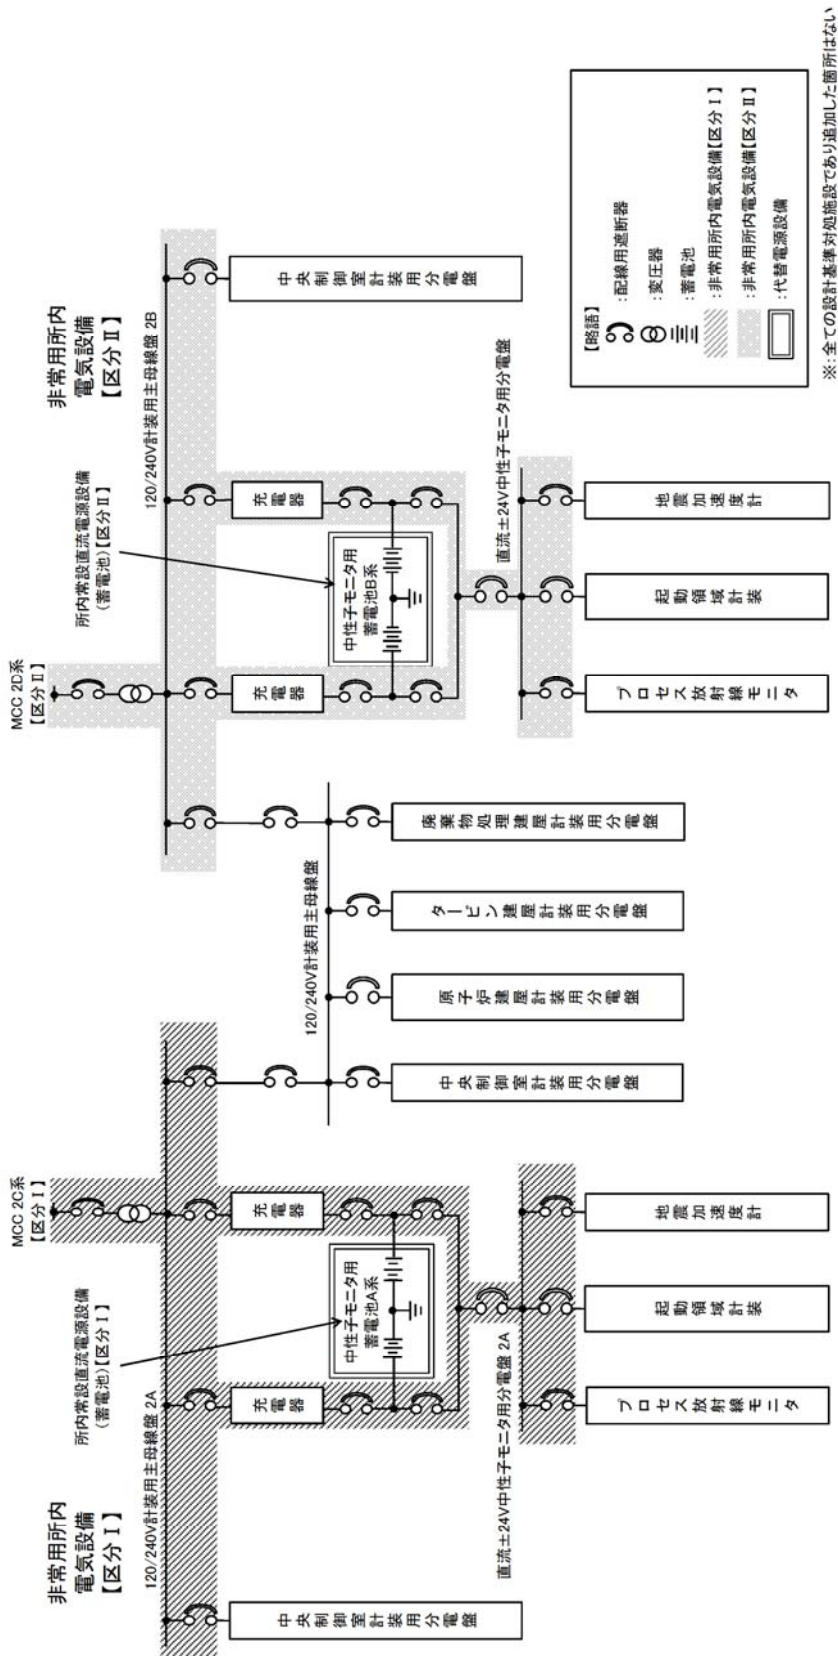 非常用所内
電気設備
【区分Ⅰ】
所内常設直流電源設備
(蓄電池)【区分Ⅰ】
MCC 2C系
【区分Ⅰ】
120/240V計装用主母線盤 2A
中央制御室計装用分電盤
充電器
充電器
中性子モニタ用
蓄電池A系
直流±24V中性子モニタ用分電盤 2A
プロセス放射線モニタ
起動領域計装
地震加速度計
120/240V計装用主母線盤
中央制御室計装用分電盤
原子炉建屋計装用分電盤
タービン建屋計装用分電盤
廃棄物処理建屋計装用分電盤
MCC 2D系
【区分Ⅱ】
所内常設直流電源設備
(蓄電池)【区分Ⅱ】
非常用所内
電気設備
【区分Ⅱ】
120/240V計装用主母線盤 2B
充電器
充電器
中性子モニタ用
蓄電池B系
中央制御室計装用分電盤
直流±24V中性子モニタ用分電盤
プロセス放射線モニタ
起動領域計装
地震加速度計
【略語】
:配線用遮断器
:変圧器
:蓄電池
:非常用所内電気設備【区分Ⅰ】
:非常用所内電気設備【区分Ⅱ】
:代替電源設備
※:全ての設計基準対処施設であり追加した箇所はない